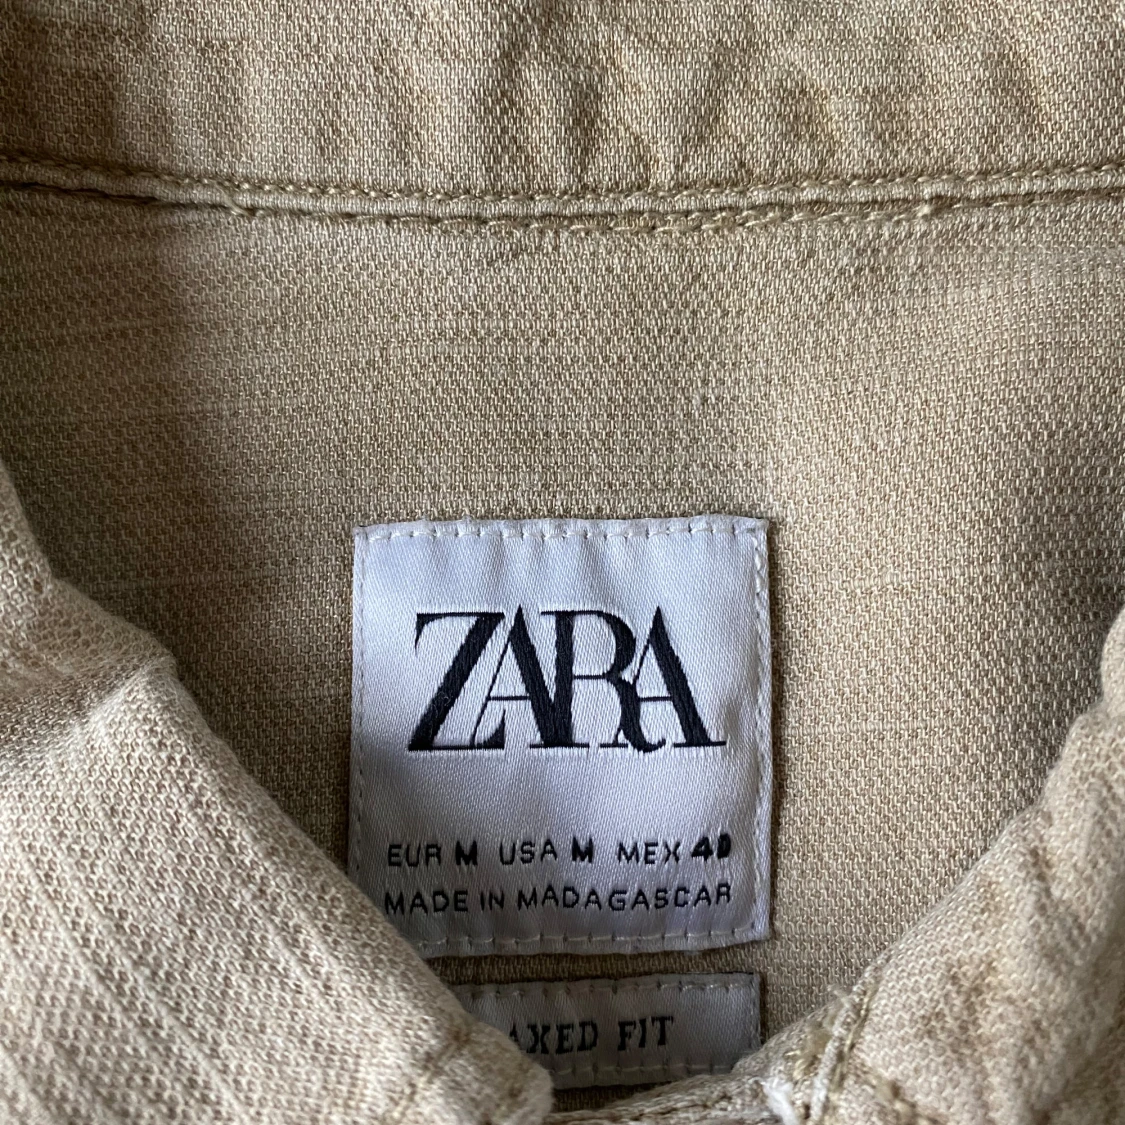 ZARA
EUR M USA M MEX 40
MADE IN MADAGASCAR
AXED FIT